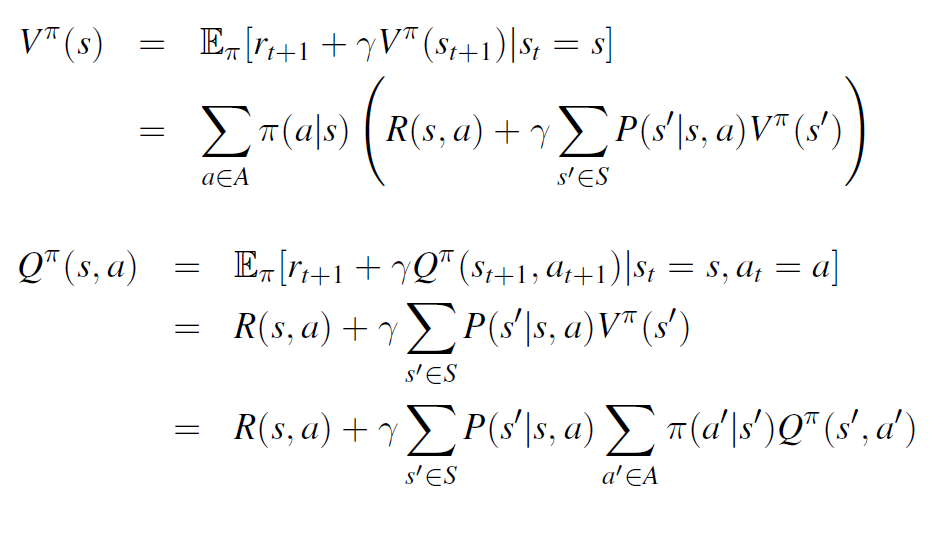 V^π(s) = 𝔼_π[r_{t+1} + γV^π(s_{t+1})|s_t = s]
= ∑_{a∈A} π(a|s) ( R(s, a) + γ ∑_{s′∈S} P(s′|s, a)V^π(s′) )
Q^π(s, a) = 𝔼_π[r_{t+1} + γQ^π(s_{t+1}, a_{t+1})|s_t = s, a_t = a]
= R(s, a) + γ ∑_{s′∈S} P(s′|s, a)V^π(s′)
= R(s, a) + γ ∑_{s′∈S} P(s′|s, a) ∑_{a′∈A} π(a′|s′)Q^π(s′, a′)